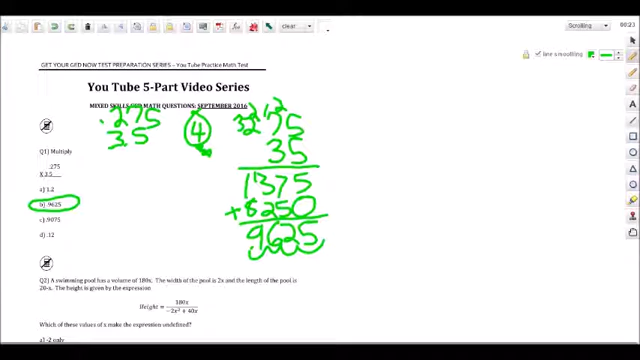 clear
Scrolling
00:23
line smoothing
GET YOUR GED NOW TEST PREPARATION SERIES – You Tube Practice Math Test
You Tube 5-Part Video Series
MIXED SKILLS GED MATH QUESTIONS: SEPTEMBER 2016
.275
3.5
4
275
35
1375
+8250
9625
Q1) Multiply
.275
X 3.5
a) 1.2
b) .9625
c) .9075
d) .12
Q2) A swimming pool has a volume of 180x. The width of the pool is 2x and the length of the pool is
20-x. The height is given by the expression
Height = 180x / −2x² + 40x
Which of these values of x make the expression undefined?
a) -2 only